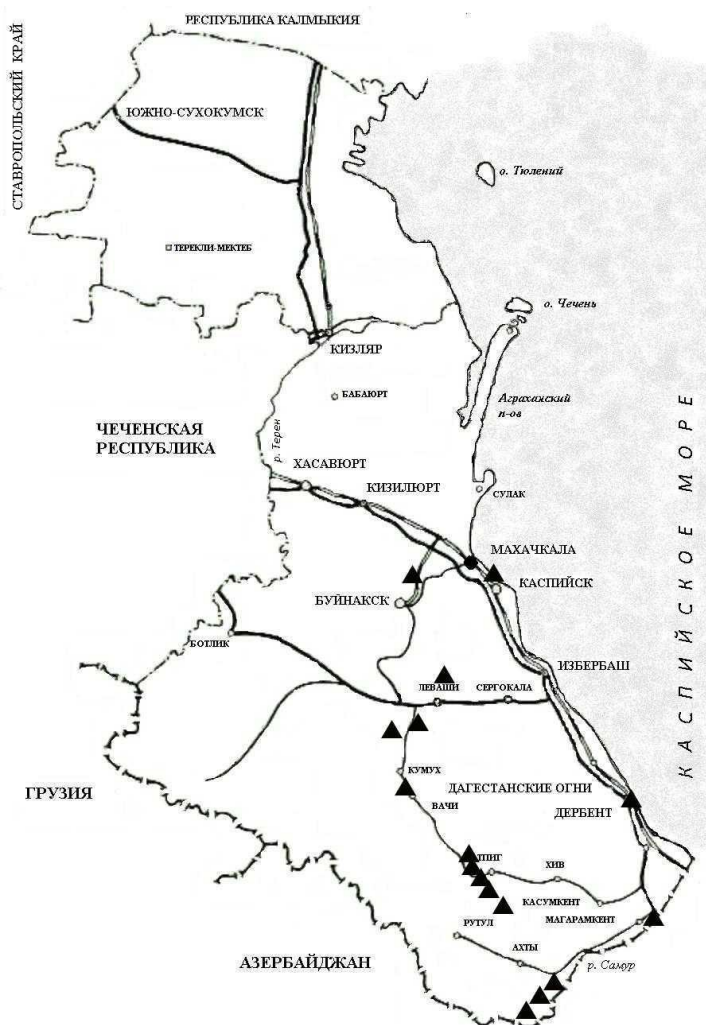 РЕСПУБЛИКА КАЛМЫКИЯ
СТАВРОПОЛЬСКИЙ КРАЙ
ЮЖНО-СУХОКУМСК
о. Тюлений
ТЕРЕКЛИ-МЕКТЕБ
о. Чечень
КИЗЛЯР
БАБАЮРТ
Аграханский
п-ов
ЧЕЧЕНСКАЯ
РЕСПУБЛИКА
р. Терек
КАСПИЙСКОЕ МОРЕ
ХАСАВЮРТ
КИЗИЛЮРТ
СУЛАК
МАХАЧКАЛА
КАСПИЙСК
БУЙНАКСК
БОТЛИХ
ИЗБЕРБАШ
ЛЕВАШИ
СЕРГОКАЛА
КУМУХ
ГРУЗИЯ
ДАГЕСТАНСКИЕ ОГНИ
ВАЧИ
ДЕРБЕНТ
ХИВ
КАСУМКЕНТ
МАГАРАМКЕНТ
РУТУЛ
АХТЫ
АЗЕРБАЙДЖАН
р. Самур